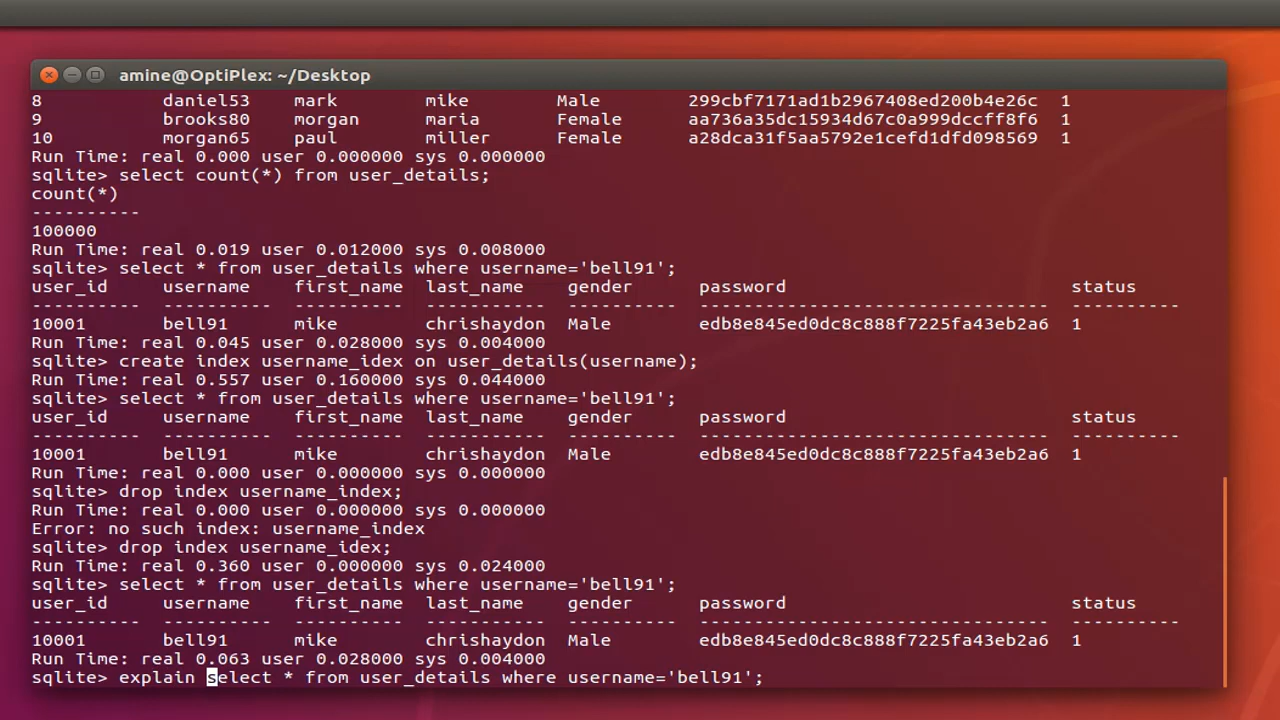 amine@OptiPlex: ~/Desktop
8 daniel53 mark mike Male 299cbf7171ad1b2967408ed200b4e26c 1
9 brooks80 morgan maria Female aa736a35dc15934d67c0a999dccff8f6 1
10 morgan65 paul miller Female a28dca31f5aa5792e1cefd1dfd098569 1
Run Time: real 0.000 user 0.000000 sys 0.000000
sqlite> select count(*) from user_details;
count(*)
----------
100000
Run Time: real 0.019 user 0.012000 sys 0.008000
sqlite> select * from user_details where username='bell91';
user_id username first_name last_name gender password status
---------- ---------- ---------- ----------- ---------- -------------------------------- ----------
10001 bell91 mike chrishaydon Male edb8e845ed0dc8c888f7225fa43eb2a6 1
Run Time: real 0.045 user 0.028000 sys 0.004000
sqlite> create index username_idex on user_details(username);
Run Time: real 0.557 user 0.160000 sys 0.044000
sqlite> select * from user_details where username='bell91';
user_id username first_name last_name gender password status
---------- ---------- ---------- ----------- ---------- -------------------------------- ----------
10001 bell91 mike chrishaydon Male edb8e845ed0dc8c888f7225fa43eb2a6 1
Run Time: real 0.000 user 0.000000 sys 0.000000
sqlite> drop index username_index;
Run Time: real 0.000 user 0.000000 sys 0.000000
Error: no such index: username_index
sqlite> drop index username_idex;
Run Time: real 0.360 user 0.000000 sys 0.024000
sqlite> select * from user_details where username='bell91';
user_id username first_name last_name gender password status
---------- ---------- ---------- ----------- ---------- -------------------------------- ----------
10001 bell91 mike chrishaydon Male edb8e845ed0dc8c888f7225fa43eb2a6 1
Run Time: real 0.063 user 0.028000 sys 0.004000
sqlite> explain select * from user_details where username='bell91';